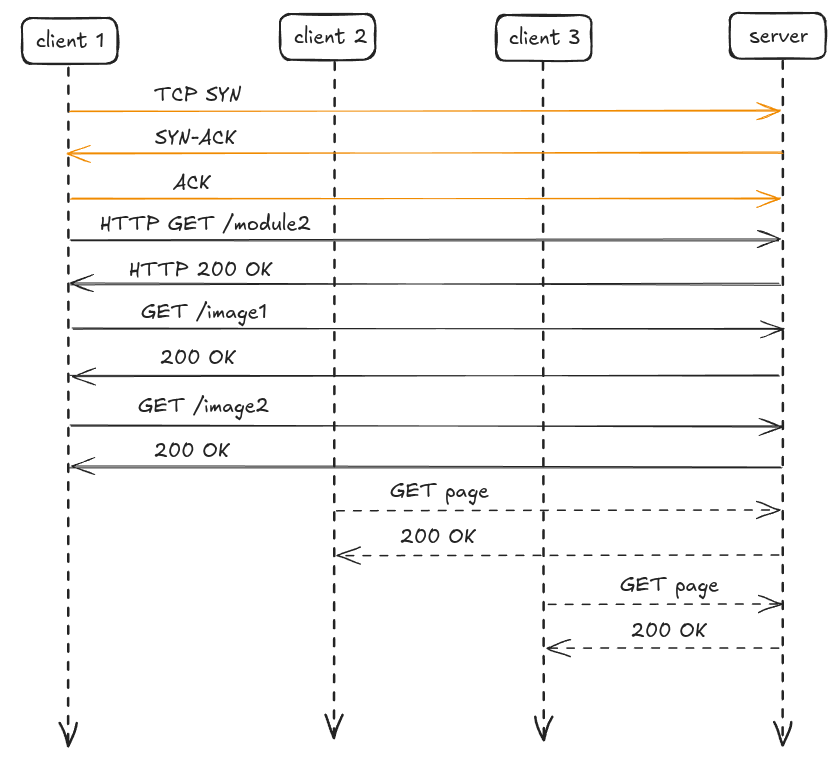 client 1
client 2
client 3
server
TCP SYN
SYN-ACK
ACK
HTTP GET /module2
HTTP 200 OK
GET /image1
200 OK
GET /image2
200 OK
GET page
200 OK
GET page
200 OK